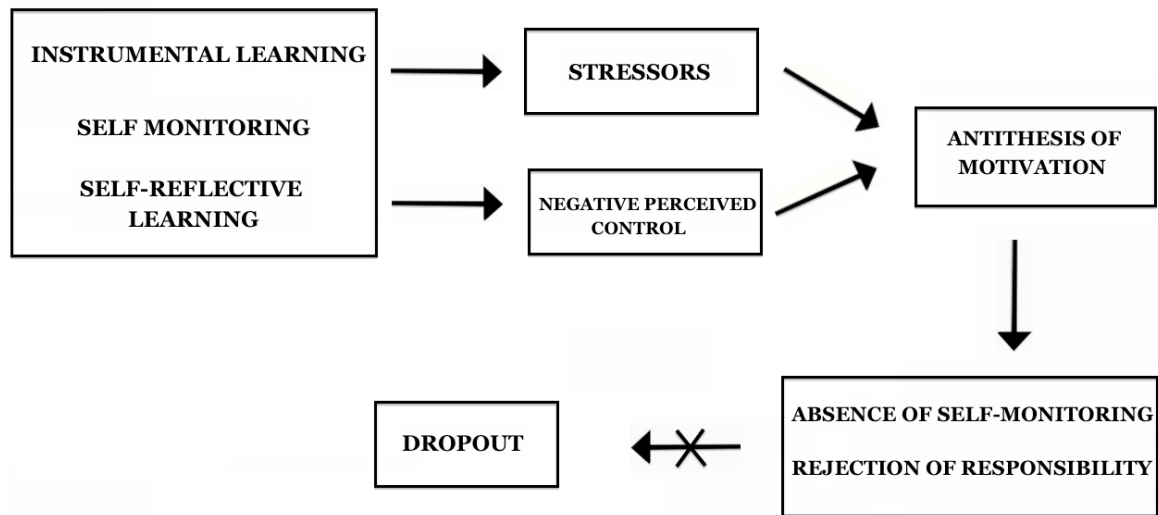 INSTRUMENTAL LEARNING
SELF MONITORING
SELF-REFLECTIVE
LEARNING
STRESSORS
NEGATIVE PERCEIVED
CONTROL
ANTITHESIS OF
MOTIVATION
ABSENCE OF SELF-MONITORING
REJECTION OF RESPONSIBILITY
DROPOUT